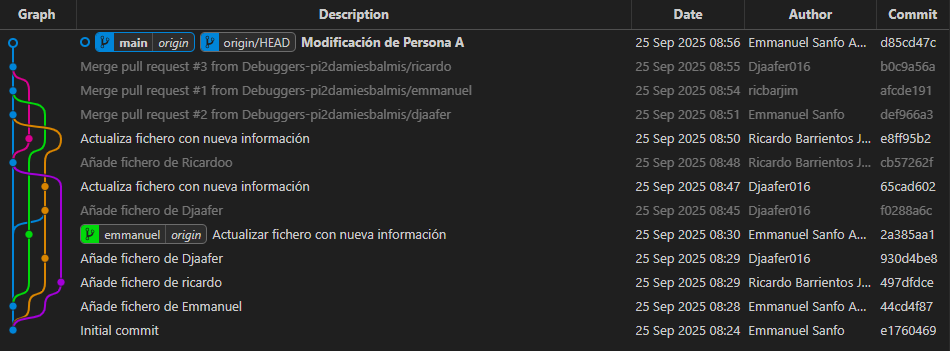 Graph Description Date Author Commit
main origin origin/HEAD Modificación de Persona A 25 Sep 2025 08:56 Emmanuel Sanfo A... d85cd47c
Merge pull request #3 from Debuggers-pi2damiesbalmis/ricardo 25 Sep 2025 08:55 Djaafer016 b0c9a56a
Merge pull request #1 from Debuggers-pi2damiesbalmis/emmanuel 25 Sep 2025 08:54 ricbarjim afcde191
Merge pull request #2 from Debuggers-pi2damiesbalmis/djaafer 25 Sep 2025 08:51 Emmanuel Sanfo def966a3
Actualiza fichero con nueva información 25 Sep 2025 08:50 Ricardo Barrientos J... e8ff95b2
Añade fichero de Ricardoo 25 Sep 2025 08:48 Ricardo Barrientos J... cb57262f
Actualiza fichero con nueva información 25 Sep 2025 08:47 Djaafer016 65cad602
Añade fichero de Djaafer 25 Sep 2025 08:45 Djaafer016 f0288a6c
emmanuel origin Actualizar fichero con nueva información 25 Sep 2025 08:30 Emmanuel Sanfo A... 2a385aa1
Añade fichero de Djaafer 25 Sep 2025 08:29 Djaafer016 930d4be8
Añade fichero de ricardo 25 Sep 2025 08:29 Ricardo Barrientos J... 497dfdce
Añade fichero de Emmanuel 25 Sep 2025 08:28 Emmanuel Sanfo A... 44cd4f87
Initial commit 25 Sep 2025 08:24 Emmanuel Sanfo e1760469